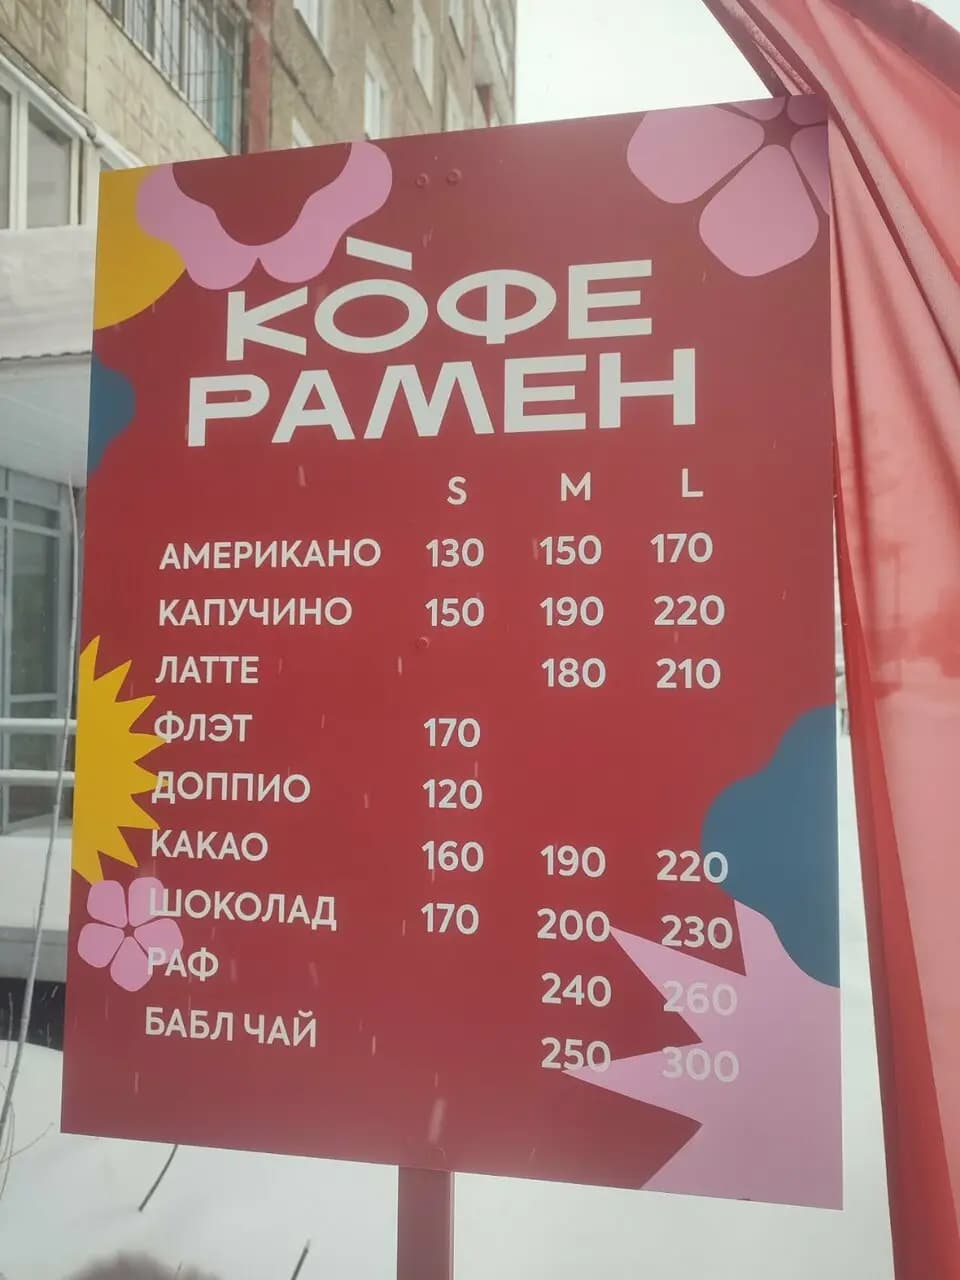 КО̀ФЕ
РАМЕН
S M L
АМЕРИКАНО 130 150 170
КАПУЧИНО 150 190 220
ЛАТТЕ 180 210
ФЛЭТ 170
ДОППИО 120
КАКАО 160 190 220
ШОКОЛАД 170 200 230
РАФ 240 260
БАБЛ ЧАЙ 250 300